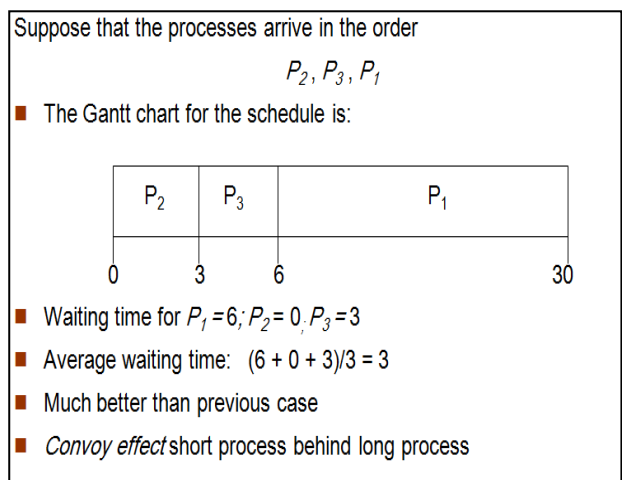 Suppose that the processes arrive in the order
P2 , P3 , P1
■ The Gantt chart for the schedule is:
P2 P3 P1
0 3 6 30
■ Waiting time for P1 = 6; P2 = 0; P3 = 3
■ Average waiting time: (6 + 0 + 3)/3 = 3
■ Much better than previous case
■ Convoy effect short process behind long process